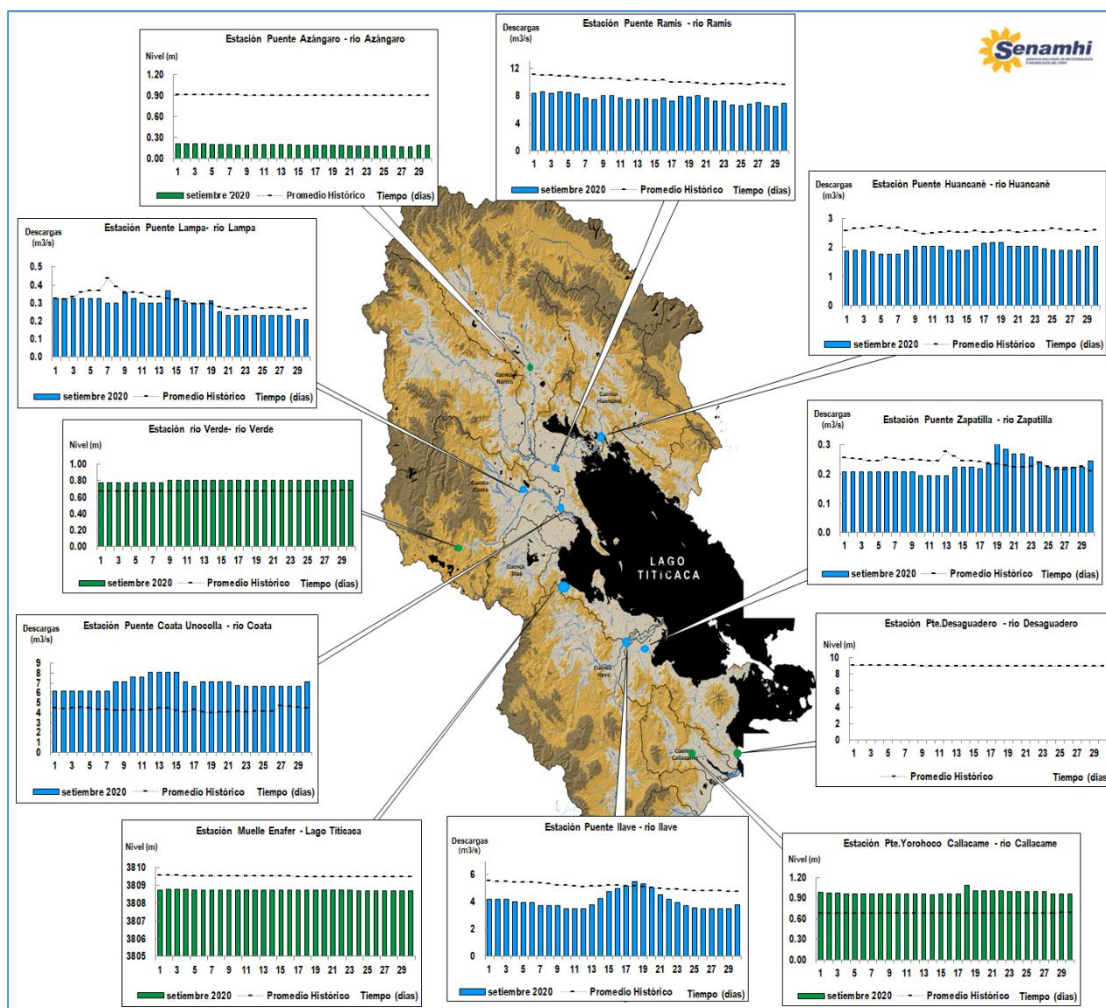 Estación Puente Azángaro - río Azángaro
Nivel (m)
1.20
0.90
0.60
0.30
0.00
1 3 5 7 9 11 13 15 17 19 21 23 25 27 29
setiembre '2020 Promedio Histórico Tiempo (días)
Descargas
(m3/s)
Estación Puente Ramis - río Ramis
12
8
4
0
1 3 5 7 9 11 13 15 17 19 21 23 25 27 29
setiembre 2020 Promedio Histórico Tiempo (días)
Senamhi
Descargas
(m3/s)
Estación Puente Huancané - río Huancané
4
3
2
1
0
1 3 5 7 9 11 13 15 17 19 21 23 25 27 29
setiembre 2020 Promedio Histórico Tiempo (días)
Descargas
(m3/s)
Estación Puente Lampa- río Lampa
0.5
0.4
0.3
0.2
0.1
0.0
1 3 5 7 9 11 13 15 17 19 21 23 25 27 29
setiembre 2020 Promedio Histórico Tiempo (días)
Estación río Verde- río Verde
Nivel (m)
1.00
0.80
0.60
0.40
0.20
0.00
1 3 5 7 9 11 13 15 17 19 21 23 25 27 29
setiembre 2020 Promedio Histórico Tiempo (días)
Descargas
(m3/s)
Estación Puente Zapatilla - río Zapatilla
0.3
0.2
0.1
0.0
1 3 5 7 9 11 13 15 17 19 21 23 25 27 29
setiembre 2020 Promedio Histórico Tiempo (días)
Cuenca
Ramis
Cuenca
Huancané
Cuenca
Coata
Cuenca
LAGO
TITICACA
Cuenca
Ilave
Cuenca
Callacame
Descargas
(m3/s)
Estación Puente Coata Unocolla - río Coata
9
8
7
6
5
4
3
2
1
0
1 3 5 7 9 11 13 15 17 19 21 23 25 27 29
setiembre 2020 Promedio Histórico Tiempo (días)
Estación Pte.Desaguadero - río Desaguadero
Nivel (m)
10
8
6
4
2
0
1 3 5 7 9 11 13 15 17 19 21 23 25 27 29
Promedio Histórico Tiempo (días)
Estación Muelle Enafer - Lago Titicaca
Nivel (m)
3810
3809
3808
3807
3806
3805
1 3 5 7 9 11 13 15 17 19 21 23 25 27 29
setiembre 2020 Promedio Histórico Tiempo (días)
Descargas
(m3/s)
Estación Puente Ilave - río Ilave
6
4
2
0
1 3 5 7 9 11 13 15 17 19 21 23 25 27 29
setiembre 2020 Promedio Histórico Tiempo (días)
Estación Pte.Yorohoco Callacame - río Callacame
Nivel (m)
1.20
0.90
0.60
0.30
0.00
1 3 5 7 9 11 13 15 17 19 21 23 25 27 29
setiembre 2020 Promedio Histórico Tiempo (días)